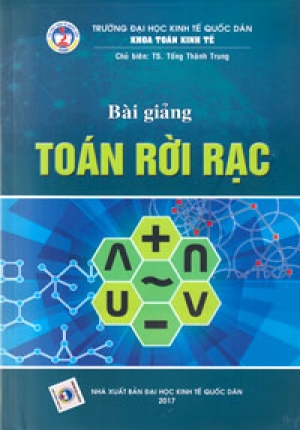 TRƯỜNG ĐẠI HỌC KINH TẾ QUỐC DÂN
KHOA TOÁN KINH TẾ
Chủ biên: TS. Tống Thành Trung
Bài giảng
TOÁN RỜI RẠC
+
∧ ∩
~
∪ ∨
−
NHÀ XUẤT BẢN ĐẠI HỌC KINH TẾ QUỐC DÂN
2017